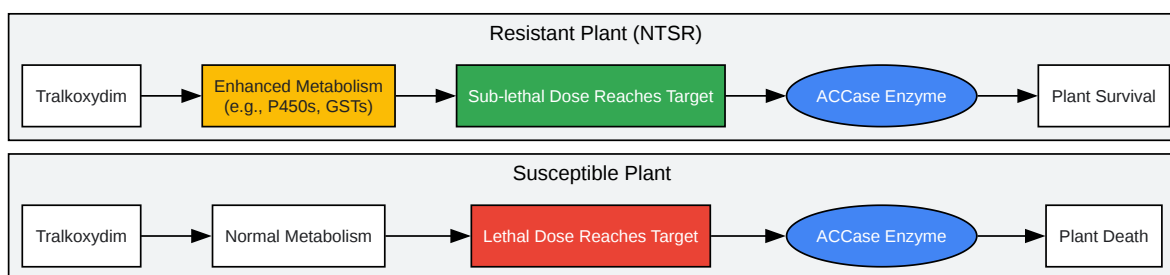 Resistant Plant (NTSR)
Tralkoxydim
Enhanced Metabolism
(e.g., P450s, GSTs)
Sub-lethal Dose Reaches Target
ACCase Enzyme
Plant Survival
Susceptible Plant
Tralkoxydim
Normal Metabolism
Lethal Dose Reaches Target
ACCase Enzyme
Plant Death